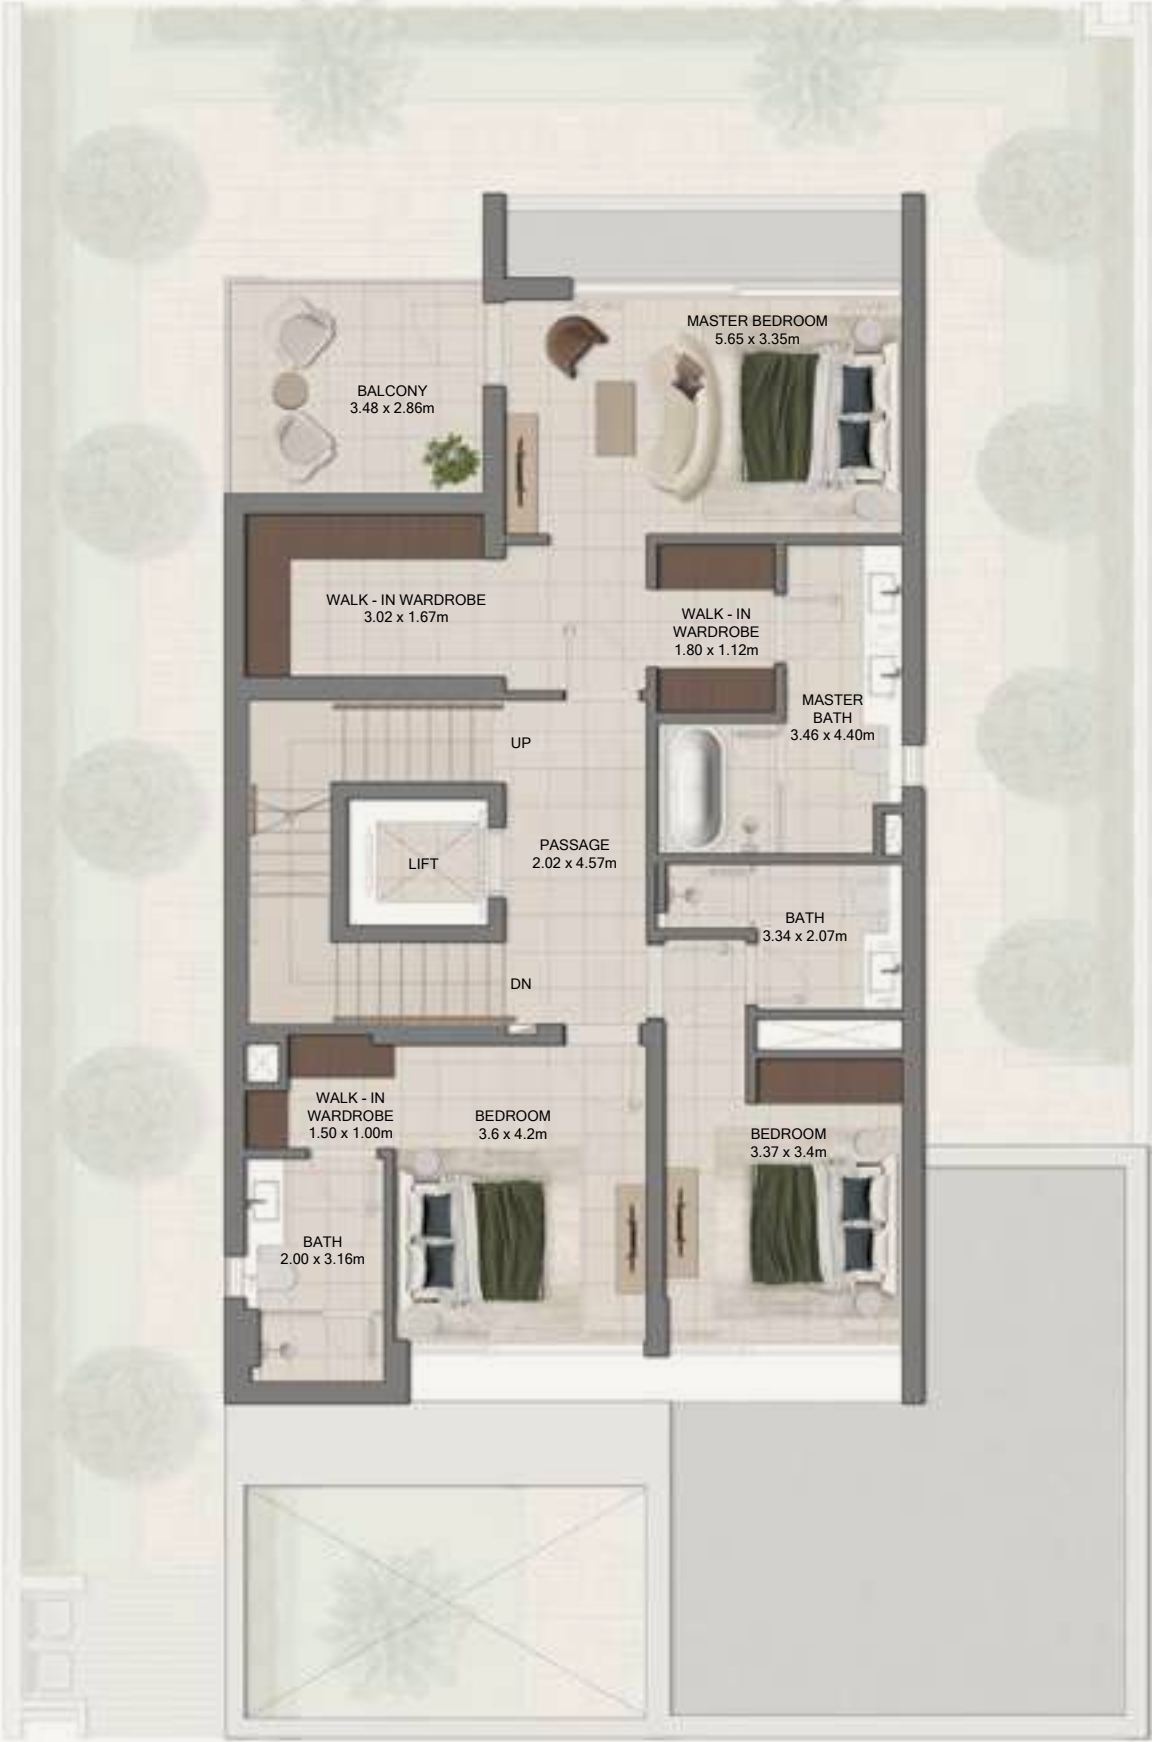 MASTER BEDROOM
5.65 x 3.35m
BALCONY
3.48 x 2.86m
WALK - IN WARDROBE
3.02 x 1.67m
WALK - IN
WARDROBE
1.80 x 1.12m
MASTER
BATH
3.46 x 4.40m
UP
PASSAGE
2.02 x 4.57m
LIFT
BATH
3.34 x 2.07m
DN
WALK - IN
WARDROBE
1.50 x 1.00m
BEDROOM
3.6 x 4.2m
BEDROOM
3.37 x 3.4m
BATH
2.00 x 3.16m